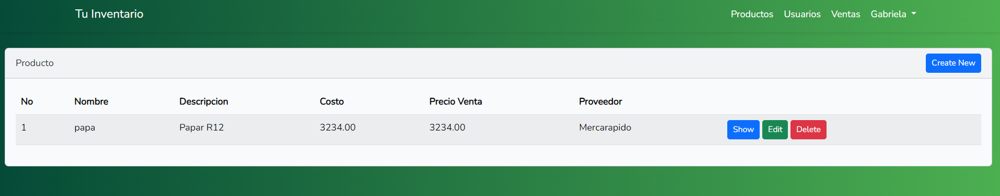 Tu Inventario Productos Usuarios Ventas Gabriela
Producto Create New
No Nombre Descripcion Costo Precio Venta Proveedor
1 papa Papar R12 3234.00 3234.00 Mercarapido Show Edit Delete